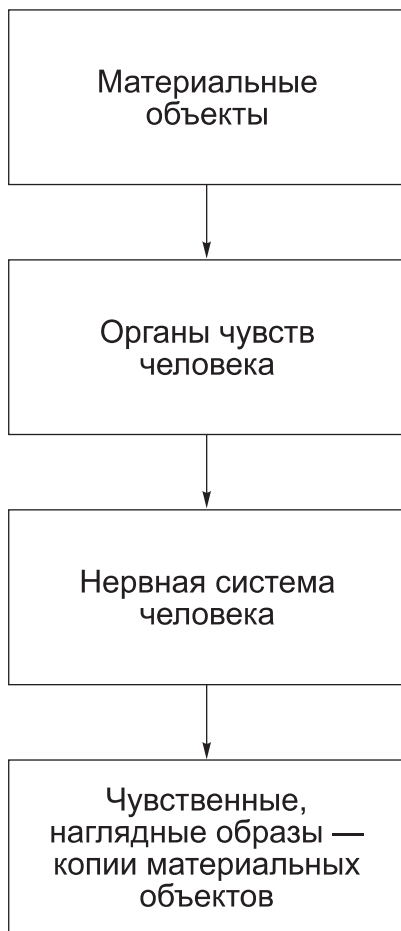 Материальные
объекты
Органы чувств
человека
Нервная система
человека
Чувственные,
наглядные образы —
копии материальных
объектов